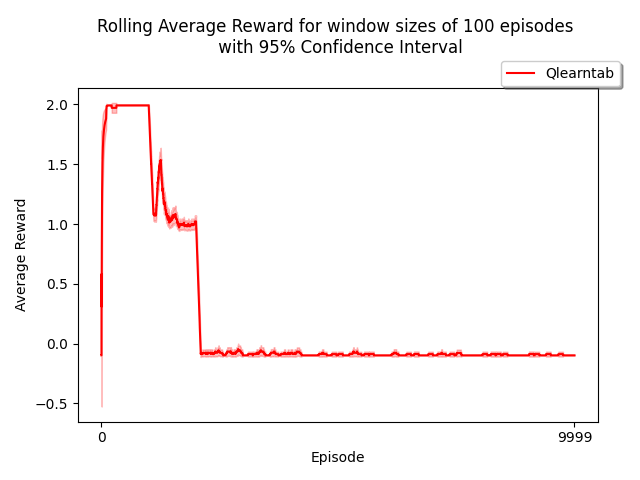 Rolling Average Reward for window sizes of 100 episodes
with 95% Confidence Interval
Qlearntab
2.0
1.5
1.0
0.5
0.0
−0.5
Average Reward
0
9999
Episode